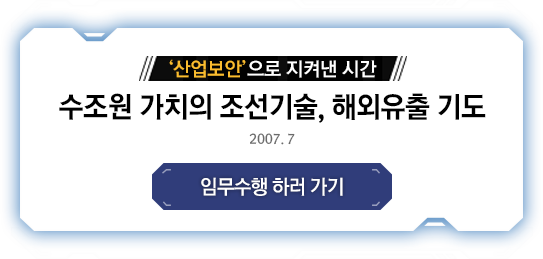 '산업보안'으로 지켜낸 시간
수조원 가치의 조선기술, 해외유출 기도
2007. 7
임무수행 하러 가기